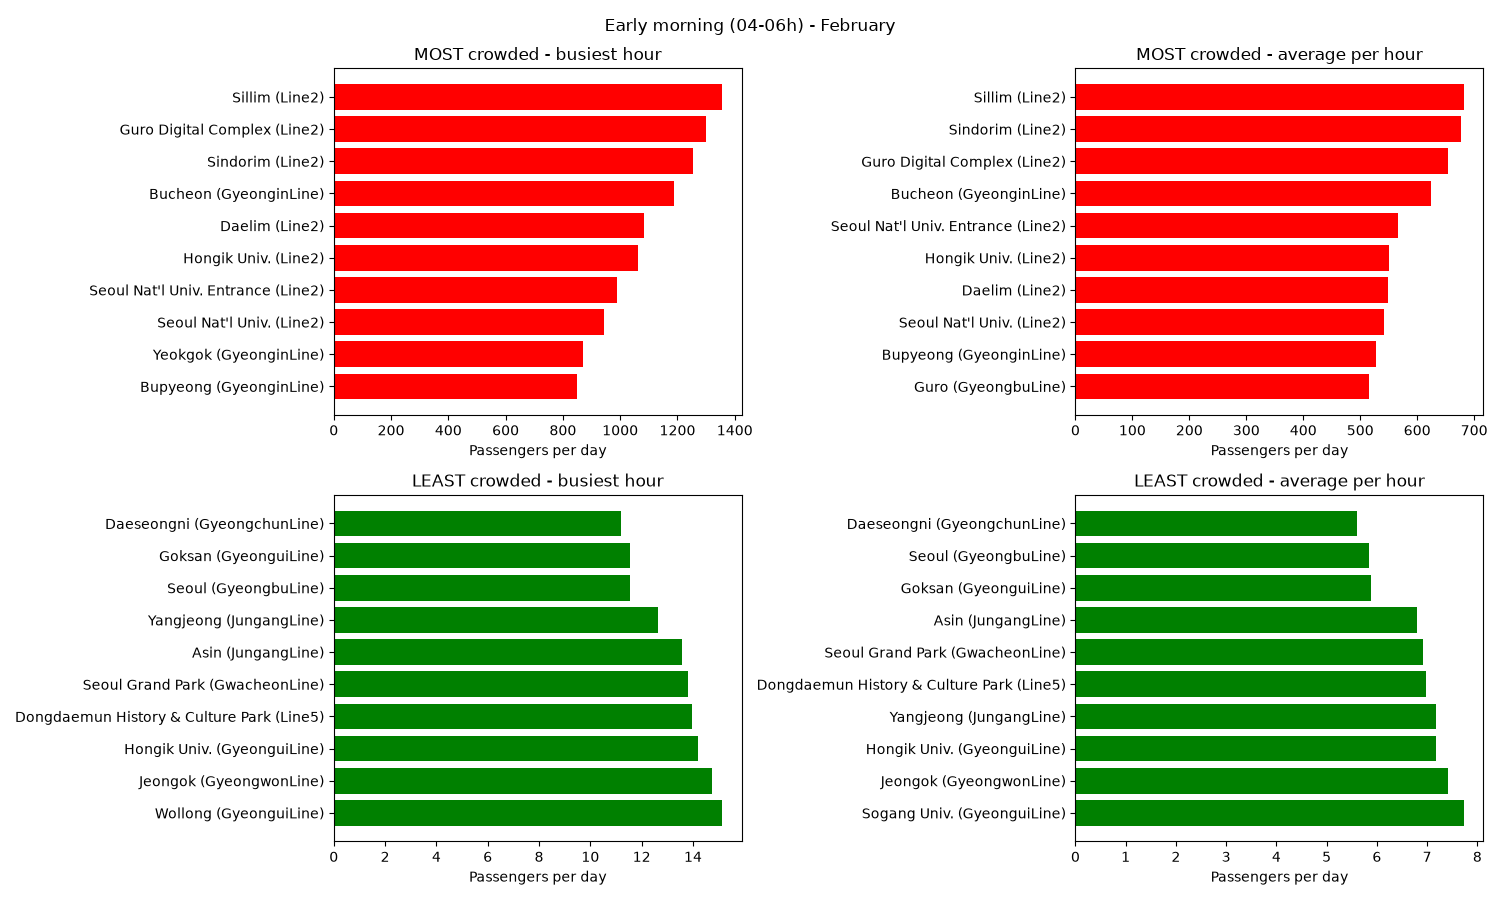 Early morning (04-06h) - February
MOST crowded - busiest hour
Sillim (Line2)
Guro Digital Complex (Line2)
Sindorim (Line2)
Bucheon (GyeonginLine)
Daelim (Line2)
Hongik Univ. (Line2)
Seoul Nat'l Univ. Entrance (Line2)
Seoul Nat'l Univ. (Line2)
Yeokgok (GyeonginLine)
Bupyeong (GyeonginLine)
0 200 400 600 800 1000 1200 1400
Passengers per day
MOST crowded - average per hour
Sillim (Line2)
Sindorim (Line2)
Guro Digital Complex (Line2)
Bucheon (GyeonginLine)
Seoul Nat'l Univ. Entrance (Line2)
Hongik Univ. (Line2)
Daelim (Line2)
Seoul Nat'l Univ. (Line2)
Bupyeong (GyeonginLine)
Guro (GyeongbuLine)
0 100 200 300 400 500 600 700
Passengers per day
LEAST crowded - busiest hour
Daeseongni (GyeongchunLine)
Goksan (GyeonguiLine)
Seoul (GyeongbuLine)
Yangjeong (JungangLine)
Asin (JungangLine)
Seoul Grand Park (GwacheonLine)
Dongdaemun History & Culture Park (Line5)
Hongik Univ. (GyeonguiLine)
Jeongok (GyeongwonLine)
Wollong (GyeonguiLine)
0 2 4 6 8 10 12 14
Passengers per day
LEAST crowded - average per hour
Daeseongni (GyeongchunLine)
Seoul (GyeongbuLine)
Goksan (GyeonguiLine)
Asin (JungangLine)
Seoul Grand Park (GwacheonLine)
Dongdaemun History & Culture Park (Line5)
Yangjeong (JungangLine)
Hongik Univ. (GyeonguiLine)
Jeongok (GyeongwonLine)
Sogang Univ. (GyeonguiLine)
0 1 2 3 4 5 6 7 8
Passengers per day